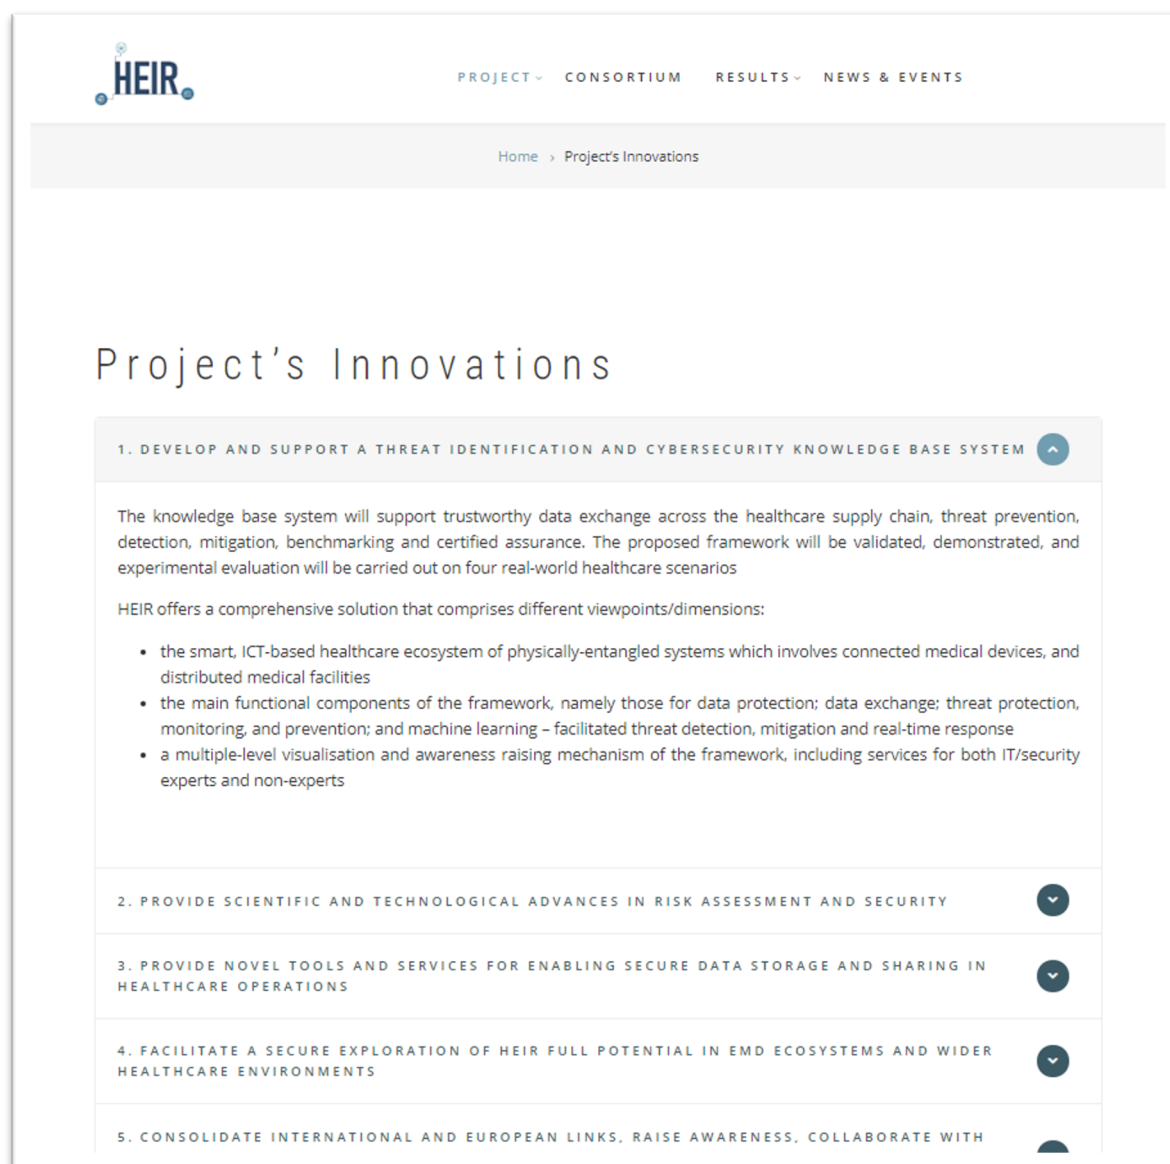 HEIR
PROJECT CONSORTIUM RESULTS NEWS & EVENTS
Home › Project's Innovations
Project's Innovations
1. DEVELOP AND SUPPORT A THREAT IDENTIFICATION AND CYBERSECURITY KNOWLEDGE BASE SYSTEM
The knowledge base system will support trustworthy data exchange across the healthcare supply chain, threat prevention,
detection, mitigation, benchmarking and certified assurance. The proposed framework will be validated, demonstrated, and
experimental evaluation will be carried out on four real-world healthcare scenarios
HEIR offers a comprehensive solution that comprises different viewpoints/dimensions:
• the smart, ICT-based healthcare ecosystem of physically-entangled systems which involves connected medical devices, and
distributed medical facilities
• the main functional components of the framework, namely those for data protection; data exchange; threat protection,
monitoring, and prevention; and machine learning – facilitated threat detection, mitigation and real-time response
• a multiple-level visualisation and awareness raising mechanism of the framework, including services for both IT/security
experts and non-experts
2. PROVIDE SCIENTIFIC AND TECHNOLOGICAL ADVANCES IN RISK ASSESSMENT AND SECURITY
3. PROVIDE NOVEL TOOLS AND SERVICES FOR ENABLING SECURE DATA STORAGE AND SHARING IN
HEALTHCARE OPERATIONS
4. FACILITATE A SECURE EXPLORATION OF HEIR FULL POTENTIAL IN EMD ECOSYSTEMS AND WIDER
HEALTHCARE ENVIRONMENTS
5. CONSOLIDATE INTERNATIONAL AND EUROPEAN LINKS, RAISE AWARENESS, COLLABORATE WITH